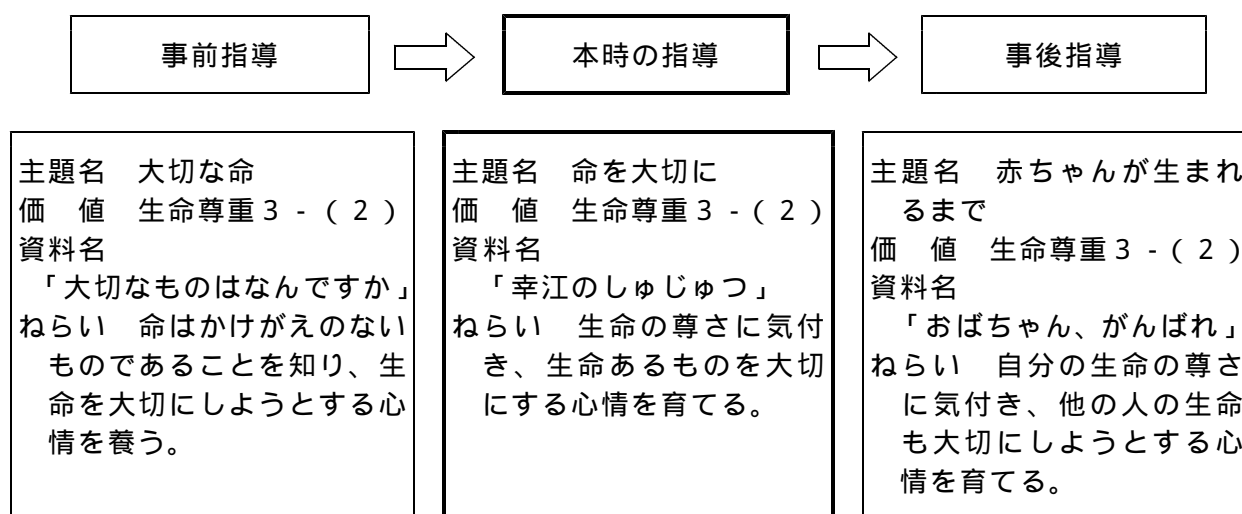 事前指導
本時の指導
事後指導
主題名　大切な命
価　値　生命尊重３－（２）
資料名
「大切なものはなんですか」
ねらい　命はかけがえのない
ものであることを知り、生
命を大切にしようとする心
情を養う。
主題名　命を大切に
価　値　生命尊重３－（２）
資料名
「幸江のしゅじゅつ」
ねらい　生命の尊さに気付
き、生命あるものを大切
にする心情を育てる。
主題名　赤ちゃんが生まれ
るまで
価　値　生命尊重３－（２）
資料名
「おばちゃん、がんばれ」
ねらい　自分の生命の尊さ
に気付き、他の人の生命
も大切にしようとする心
情を育てる。